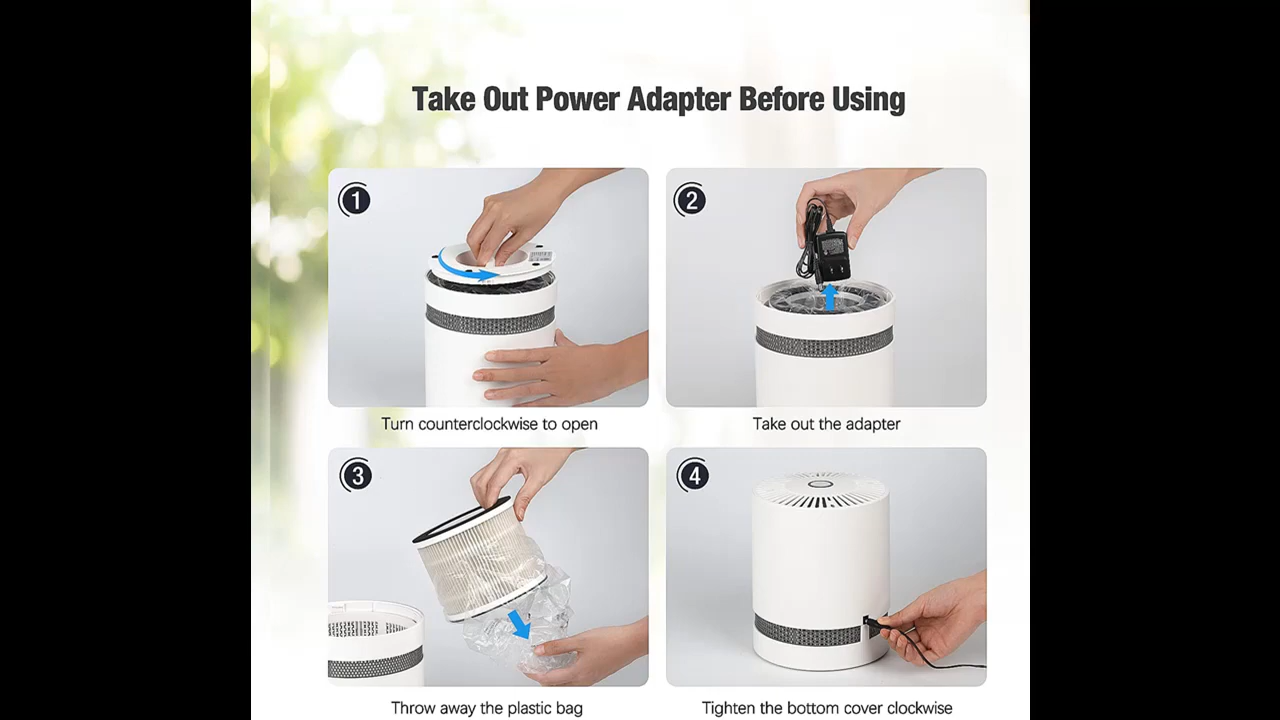 Take Out Power Adapter Before Using
1
2
Turn counterclockwise to open
Take out the adapter
3
4
Throw away the plastic bag
Tighten the bottom cover clockwise